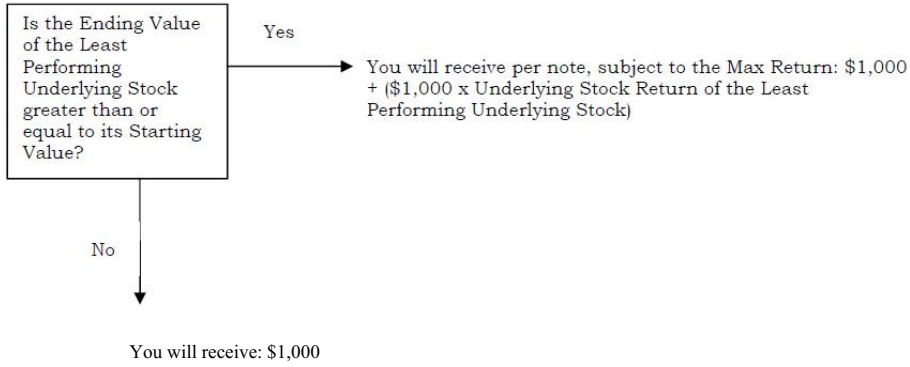 Is the Ending Value
of the Least
Performing
Underlying Stock
greater than or
equal to its Starting
Value?
Yes
You will receive per note, subject to the Max Return: $1,000
+ ($1,000 x Underlying Stock Return of the Least
Performing Underlying Stock)
No
You will receive: $1,000